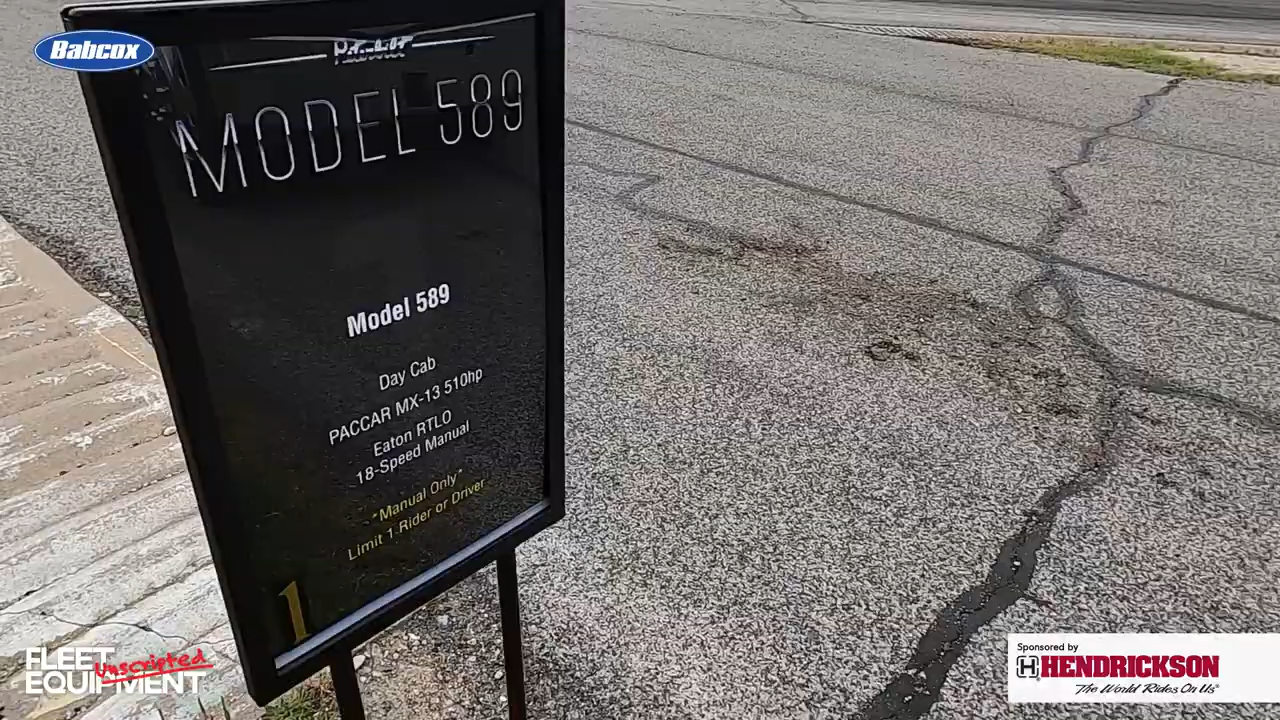 Babcox
Peterbilt
MODEL 589
Model 589
Day Cab
PACCAR MX-13 510hp
Eaton RTLO
18-Speed Manual
*Manual Only*
Limit 1 Rider or Driver
1
FLEET
Unscripted
EQUIPMENT
Sponsored by
H HENDRICKSON
The World Rides On Us®